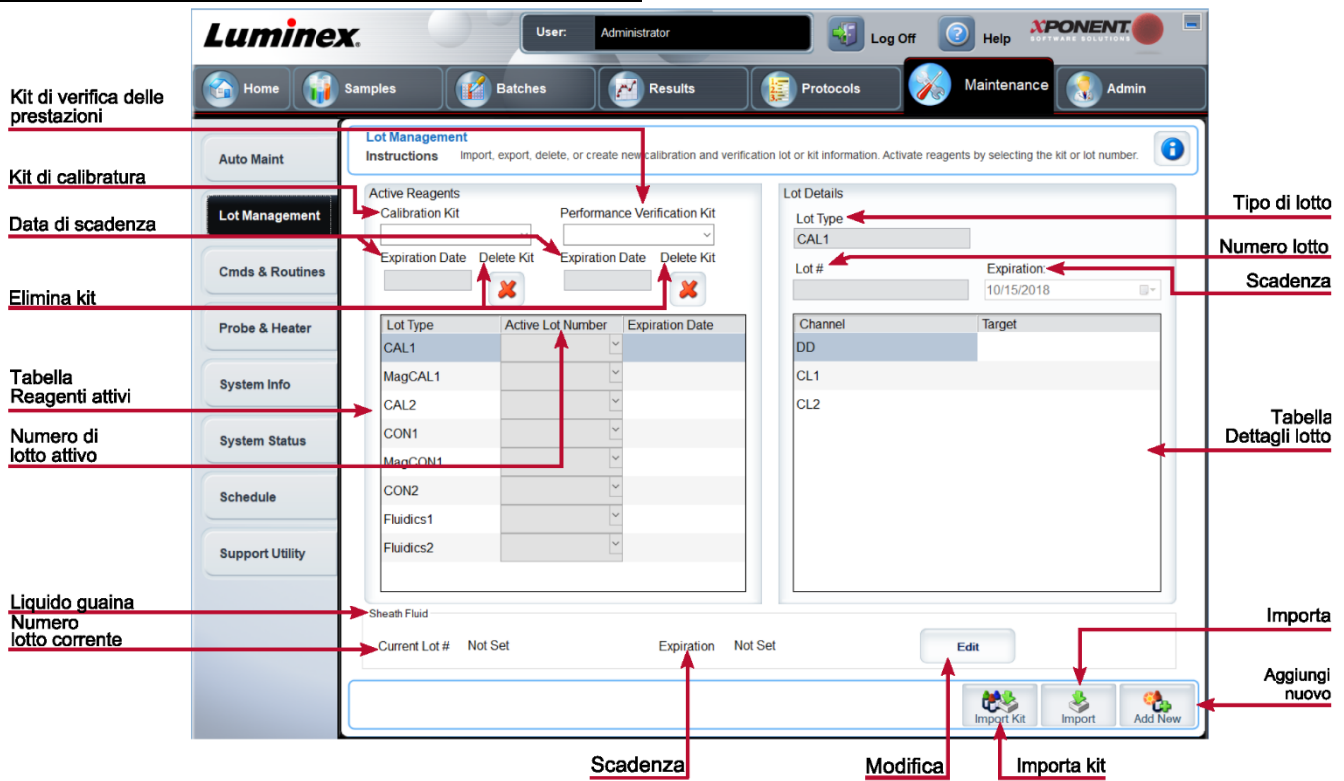 Luminex.
User: Administrator
Log Off
Help
XPONENT.
SOFTWARE SOLUTIONS
Home
Samples
Batches
Results
Protocols
Maintenance
Admin
Kit di verifica delle
prestazioni
Kit di calibratura
Data di scadenza
Elimina kit
Tabella
Reagenti attivi
Numero di
lotto attivo
Liquido guaina
Numero
lotto corrente
Auto Maint
Lot Management
Cmds & Routines
Probe & Heater
System Info
System Status
Schedule
Support Utility
Lot Management
Instructions Import, export, delete, or create new calibration and verification lot or kit information. Activate reagents by selecting the kit or lot number.
Active Reagents
Calibration Kit Performance Verification Kit
Expiration Date Delete Kit Expiration Date Delete Kit
Lot Type Active Lot Number Expiration Date
CAL1
MagCAL1
CAL2
CON1
MagCON1
CON2
Fluidics1
Fluidics2
Lot Details
Lot Type
CAL1
Lot # Expiration:
10/15/2018
Channel Target
DD
CL1
CL2
Sheath Fluid
Current Lot # Not Set Expiration Not Set Edit
Import Kit Import Add New
Tipo di lotto
Numero lotto
Scadenza
Tabella
Dettagli lotto
Importa
Aggiungi
nuovo
Scadenza
Modifica
Importa kit